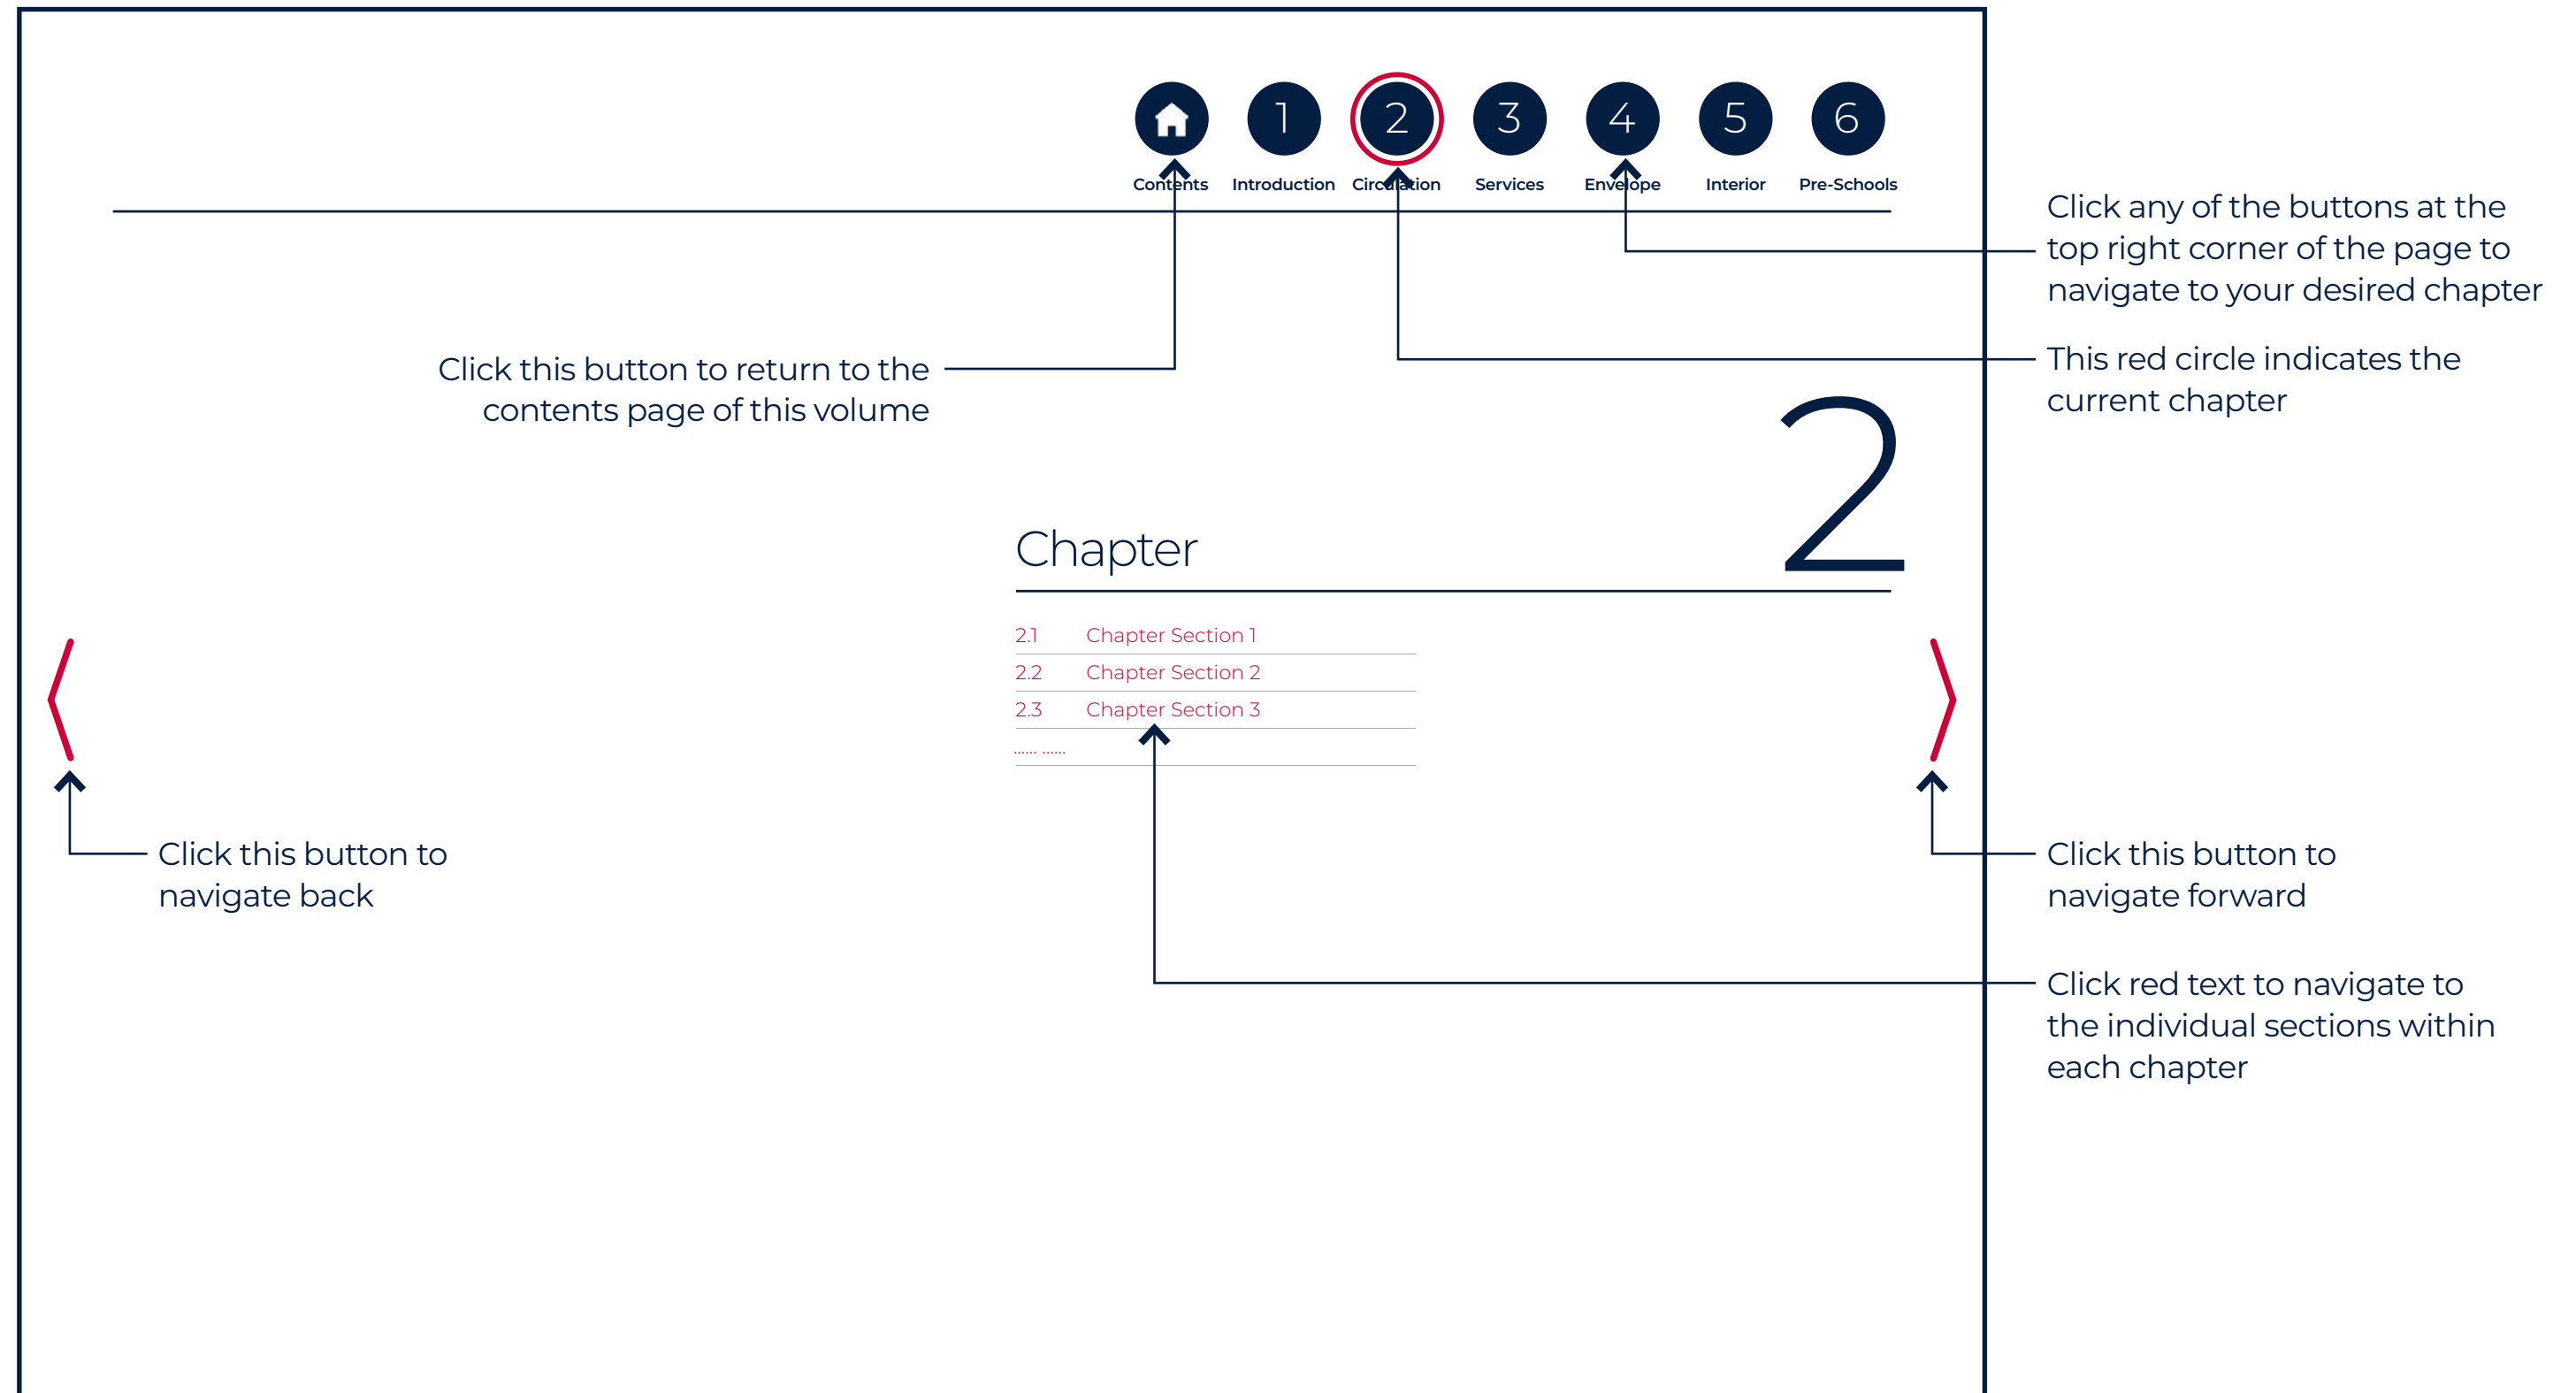 1 2 3 4 5 6
Contents Introduction Circulation Services Envelope Interior Pre-Schools
Click any of the buttons at the
top right corner of the page to
navigate to your desired chapter
Click this button to return to the
contents page of this volume
This red circle indicates the
current chapter
2
Chapter
2.1 Chapter Section 1
2.2 Chapter Section 2
2.3 Chapter Section 3
...... ......
Click this button to
navigate back
Click this button to
navigate forward
Click red text to navigate to
the individual sections within
each chapter